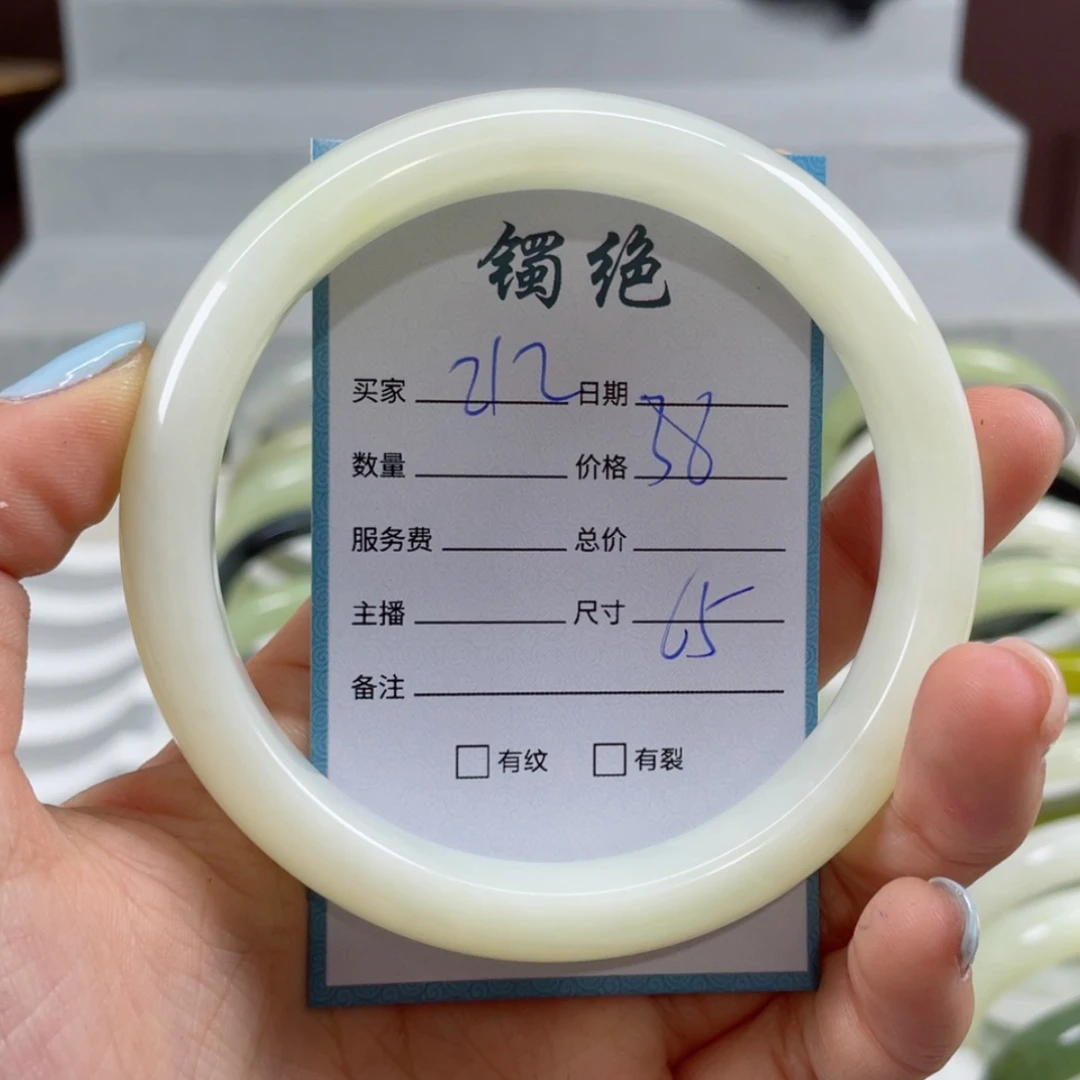 镯绝
买家 212 日期
数量 价格 38
服务费 总价
主播 尺寸 65
备注
有纹 有裂